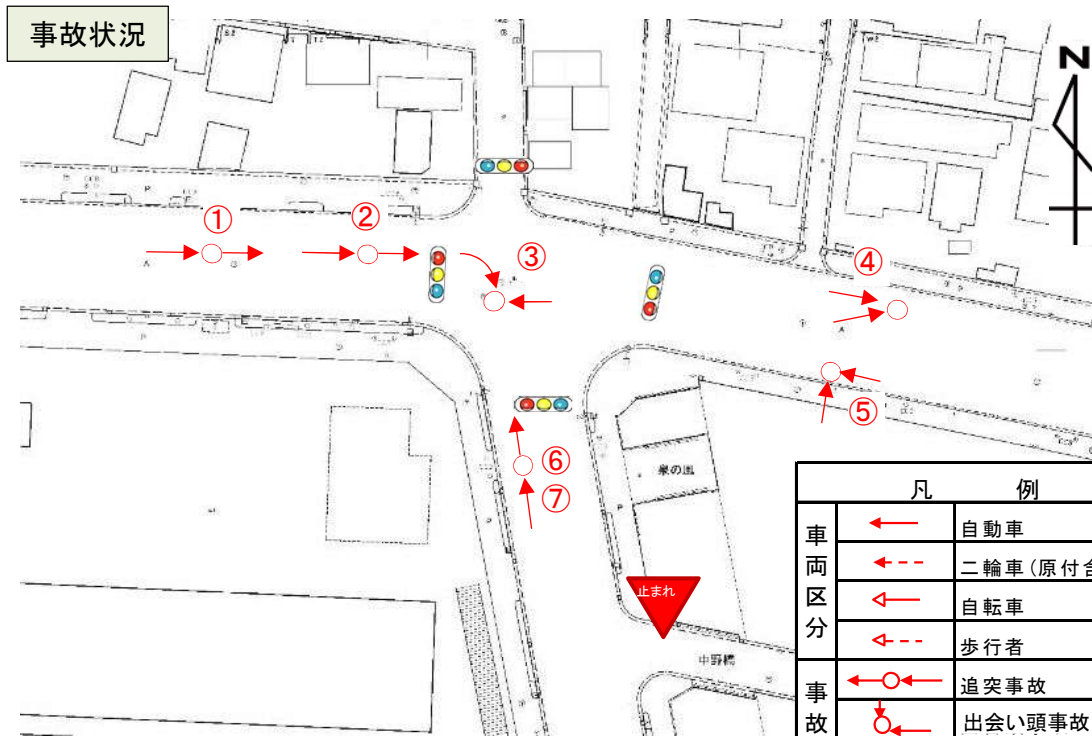 事故状況
N
①
②
③
④
⑤
⑥
⑦
泉の風
止まれ
中野橋
凡 例
車両区分
自動車
二輪車(原付含
自転車
歩行者
事故
追突事故
出会い頭事故